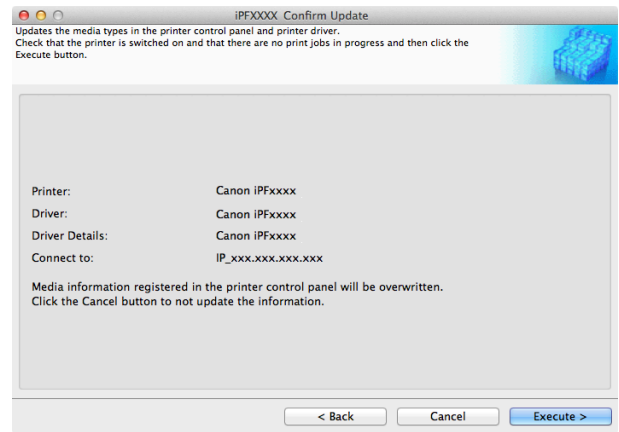 iPFXXXX Confirm Update
Updates the media types in the printer control panel and printer driver.
Check that the printer is switched on and that there are no print jobs in progress and then click the
Execute button.
Printer: Canon iPFxxxx
Driver: Canon iPFxxxx
Driver Details: Canon iPFxxxx
Connect to: IP_xxx.xxx.xxx.xxx
Media information registered in the printer control panel will be overwritten.
Click the Cancel button to not update the information.
< Back Cancel Execute >